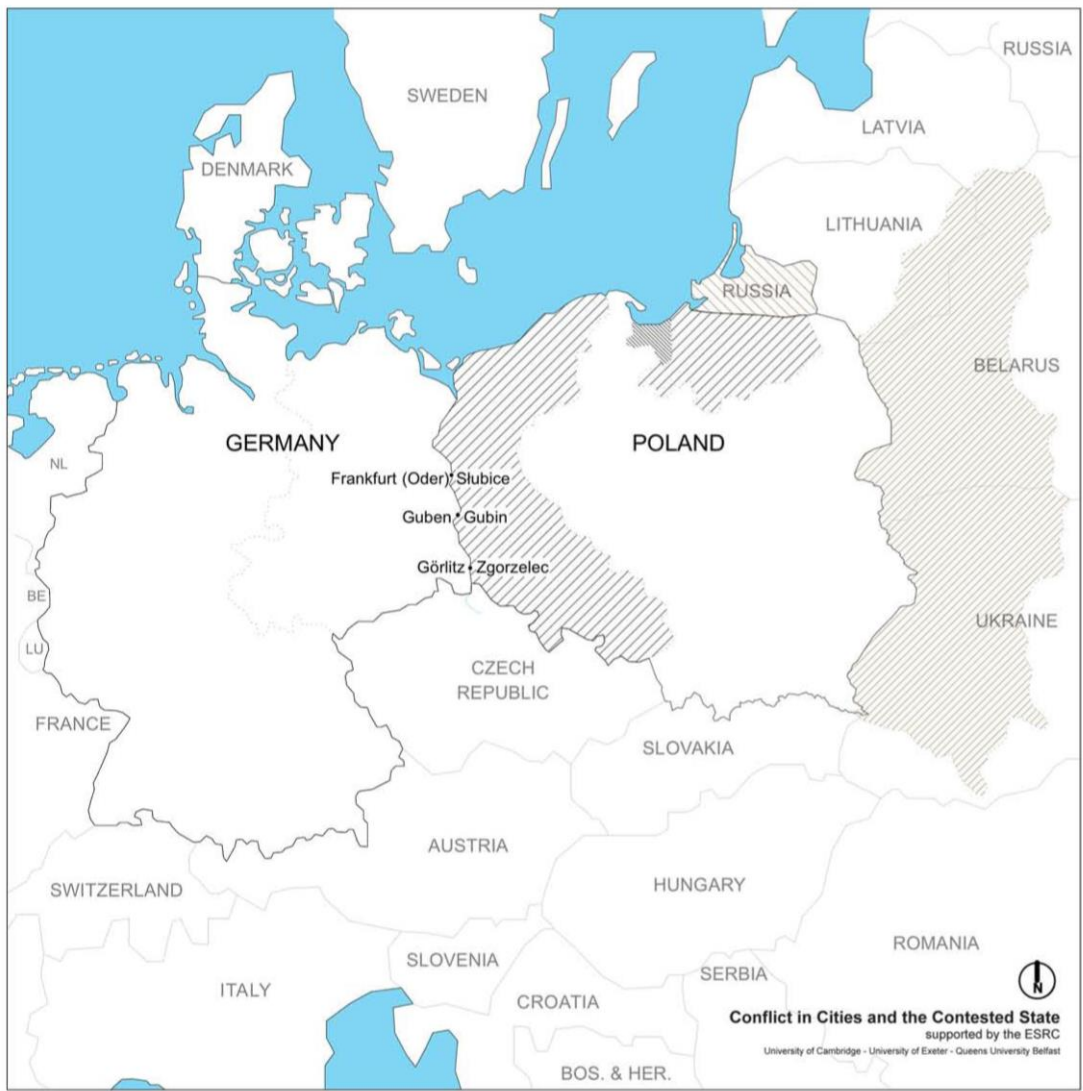 RUSSIA
SWEDEN
LATVIA
DENMARK
LITHUANIA
RUSSIA
BELARUS
GERMANY
POLAND
NL
Frankfurt (Oder) Słubice
Guben Gubin
Görlitz Zgorzelec
BE
UKRAINE
LU
CZECH
REPUBLIC
FRANCE
SLOVAKIA
AUSTRIA
SWITZERLAND
HUNGARY
ROMANIA
SLOVENIA
SERBIA
ITALY
CROATIA
N
Conflict in Cities and the Contested State
supported by the ESRC
University of Cambridge - University of Exeter - Queens University Belfast
BOS. & HER.